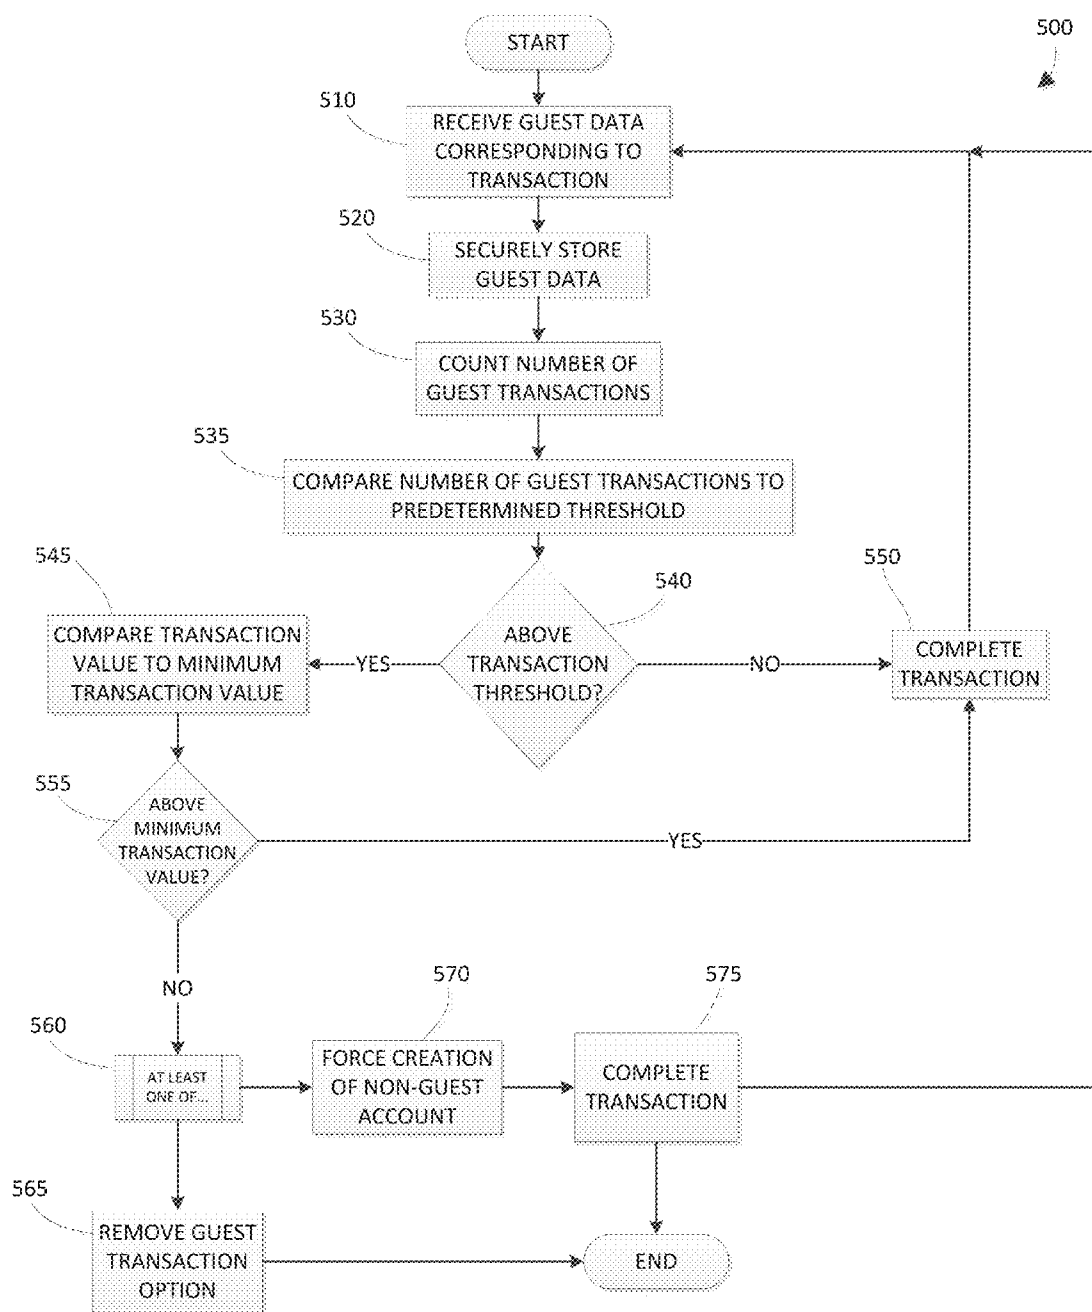 START
500
510
RECEIVE GUEST DATA
CORRESPONDING TO
TRANSACTION
520
SECURELY STORE
GUEST DATA
530
COUNT NUMBER OF
GUEST TRANSACTIONS
535
COMPARE NUMBER OF GUEST TRANSACTIONS TO
PREDETERMINED THRESHOLD
545
540
550
COMPARE TRANSACTION
VALUE TO MINIMUM
TRANSACTION VALUE
YES
ABOVE
TRANSACTION
THRESHOLD?
NO
COMPLETE
TRANSACTION
555
ABOVE
MINIMUM
TRANSACTION
VALUE?
YES
NO
560
AT LEAST
ONE OF...
570
FORCE CREATION
OF NON-GUEST
ACCOUNT
575
COMPLETE
TRANSACTION
565
REMOVE GUEST
TRANSACTION
OPTION
END